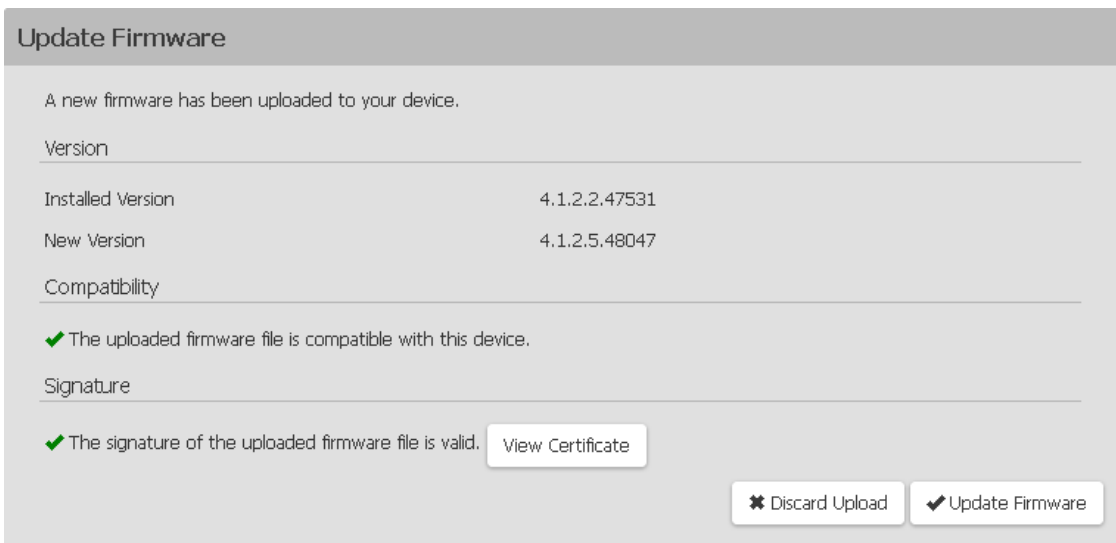 Update Firmware
A new firmware has been uploaded to your device.
Version
Installed Version 4.1.2.2.47531
New Version 4.1.2.5.48047
Compatibility
The uploaded firmware file is compatible with this device.
Signature
The signature of the uploaded firmware file is valid. View Certificate
Discard Upload Update Firmware